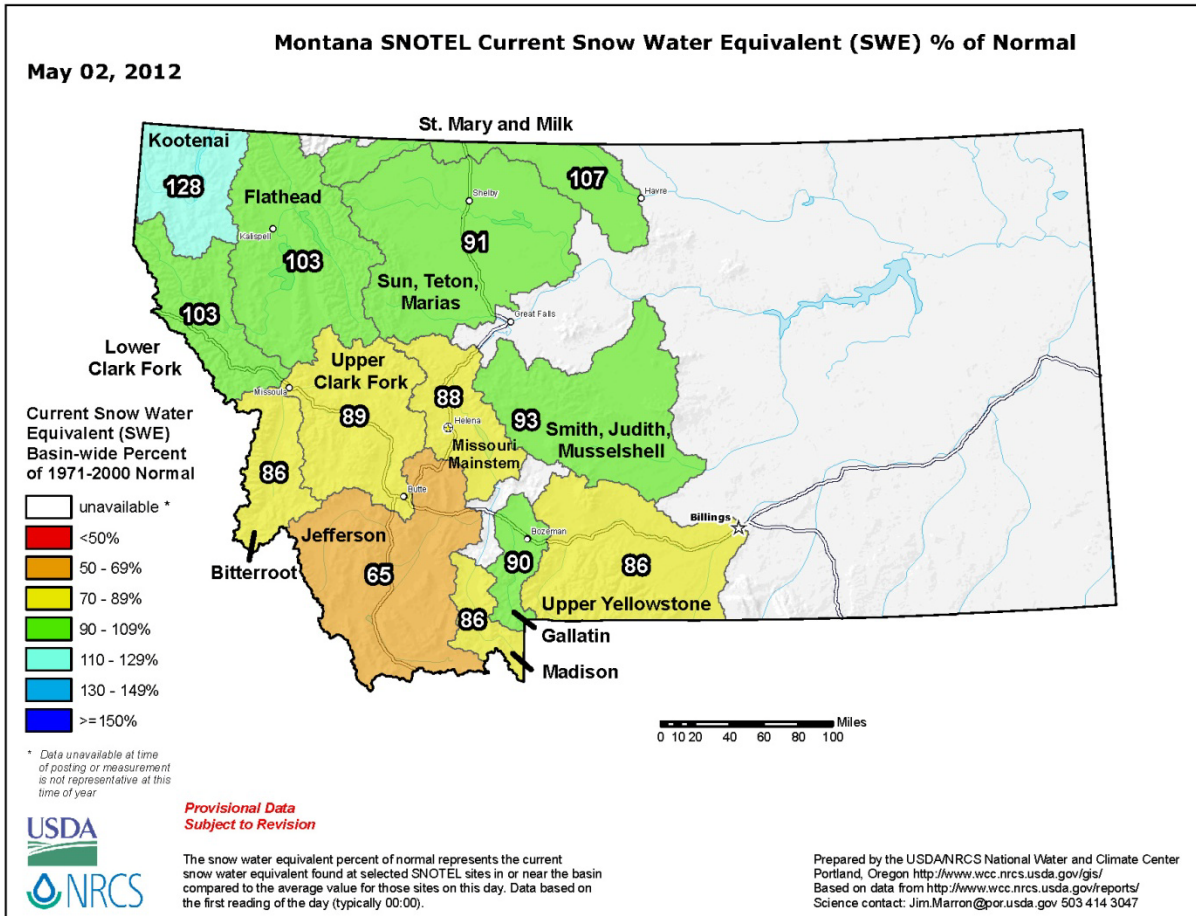 Montana SNOTEL Current Snow Water Equivalent (SWE) % of Normal
May 02, 2012
St. Mary and Milk
Kootenai
128
Flathead
Kalispell
103
Shelby
107
Havre
91
Sun, Teton,
Marias
Great Falls
103
Lower
Clark Fork
Missoula
Upper
Clark Fork
89
88
Helena
Missouri
Mainstem
93
Smith, Judith,
Musselshell
86
Bitterroot
Butte
Jefferson
65
Bozeman
90
Billings
86
Upper Yellowstone
86
Gallatin
Madison
Current Snow Water
Equivalent (SWE)
Basin-wide Percent
of 1971-2000 Normal
unavailable *
<50%
50 - 69%
70 - 89%
90 - 109%
110 - 129%
130 - 149%
>= 150%
* Data unavailable at time
of posting or measurement
is not representative at this
time of year
Miles
0 10 20 40 60 80 100
Provisional Data
Subject to Revision
USDA
NRCS
The snow water equivalent percent of normal represents the current
snow water equivalent found at selected SNOTEL sites in or near the basin
compared to the average value for those sites on this day. Data based on
the first reading of the day (typically 00:00).
Prepared by the USDA/NRCS National Water and Climate Center
Portland, Oregon http://www.wcc.nrcs.usda.gov/gis/
Based on data from http://www.wcc.nrcs.usda.gov/reports/
Science contact: Jim.Marron@por.usda.gov 503 414 3047